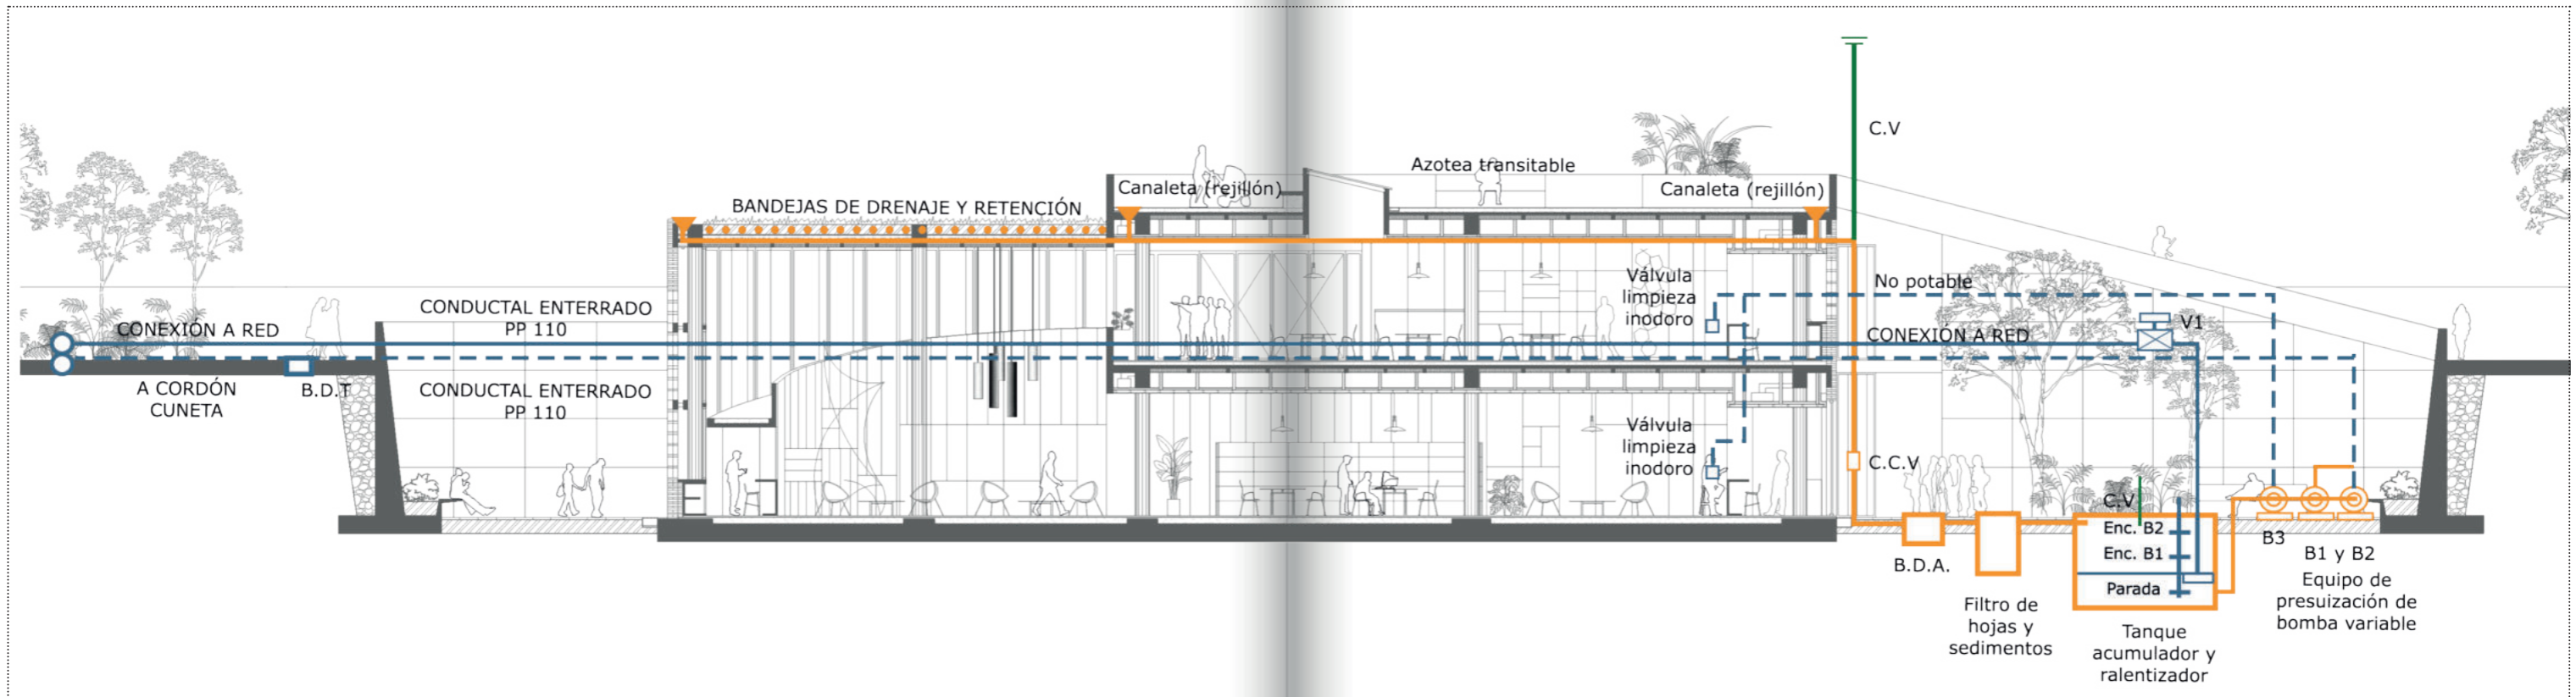 C.V
Azotea transitable
Canaleta (rejillón)
Canaleta (rejillón)
BANDEJAS DE DRENAJE Y RETENCIÓN
Válvula
limpieza
inodoro
No potable
CONDUCTAL ENTERRADO
PP 110
CONEXIÓN A RED
V1
CONEXIÓN A RED
A CORDÓN
CUNETA
B.D.T
CONDUCTAL ENTERRADO
PP 110
Válvula
limpieza
inodoro
C.C.V
C.V
Enc. B2
Enc. B1
Parada
B3
B1 y B2
Equipo de
presuización de
bomba variable
B.D.A.
Filtro de
hojas y
sedimentos
Tanque
acumulador y
ralentizador